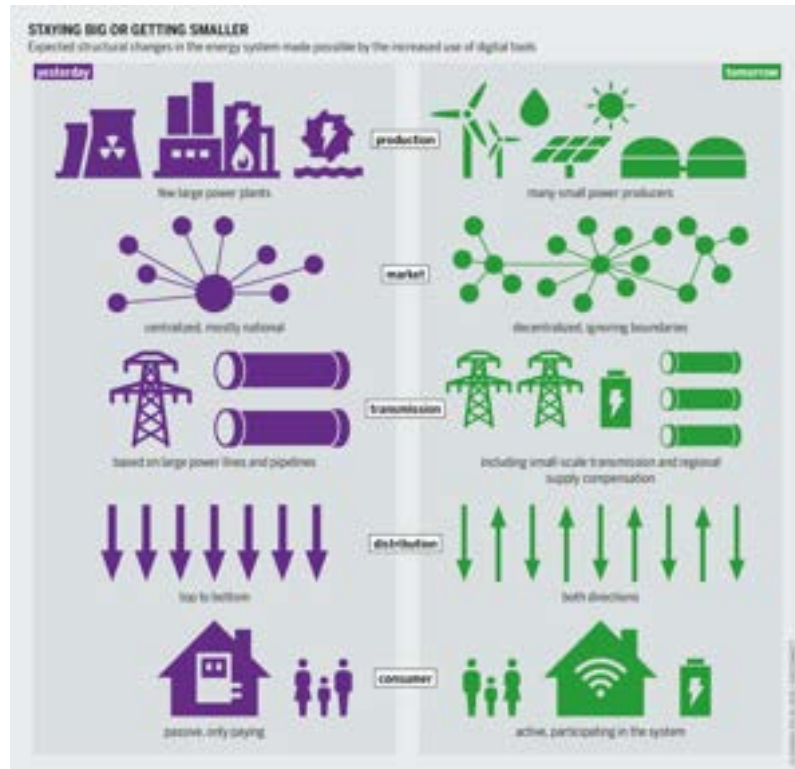 STAYING BIG OR GETTING SMALLER
Expected structural changes in the energy system made possible by the increased use of digital tools
yesterday
tomorrow
production
few large power plants
many small power producers
market
centralized, mostly national
decentralized, ignoring boundaries
transmission
based on large power lines and pipelines
including small-scale transmission and regional
supply compensation
distribution
top to bottom
both directions
consumer
passive, only paying
active, participating in the system